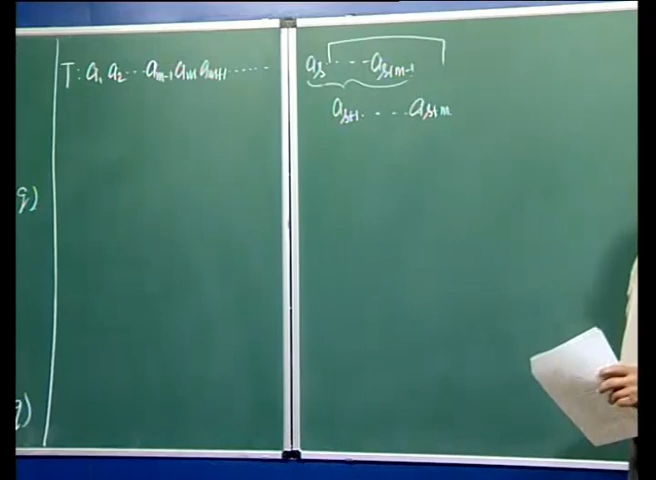 T: a₁ a₂ ... aₘ₋₁ aₘ aₘ₊₁ ......
aₛ ... aₛ₊ₘ₋₁
aₛ₊₁ ... aₛ₊ₘ
q)
)